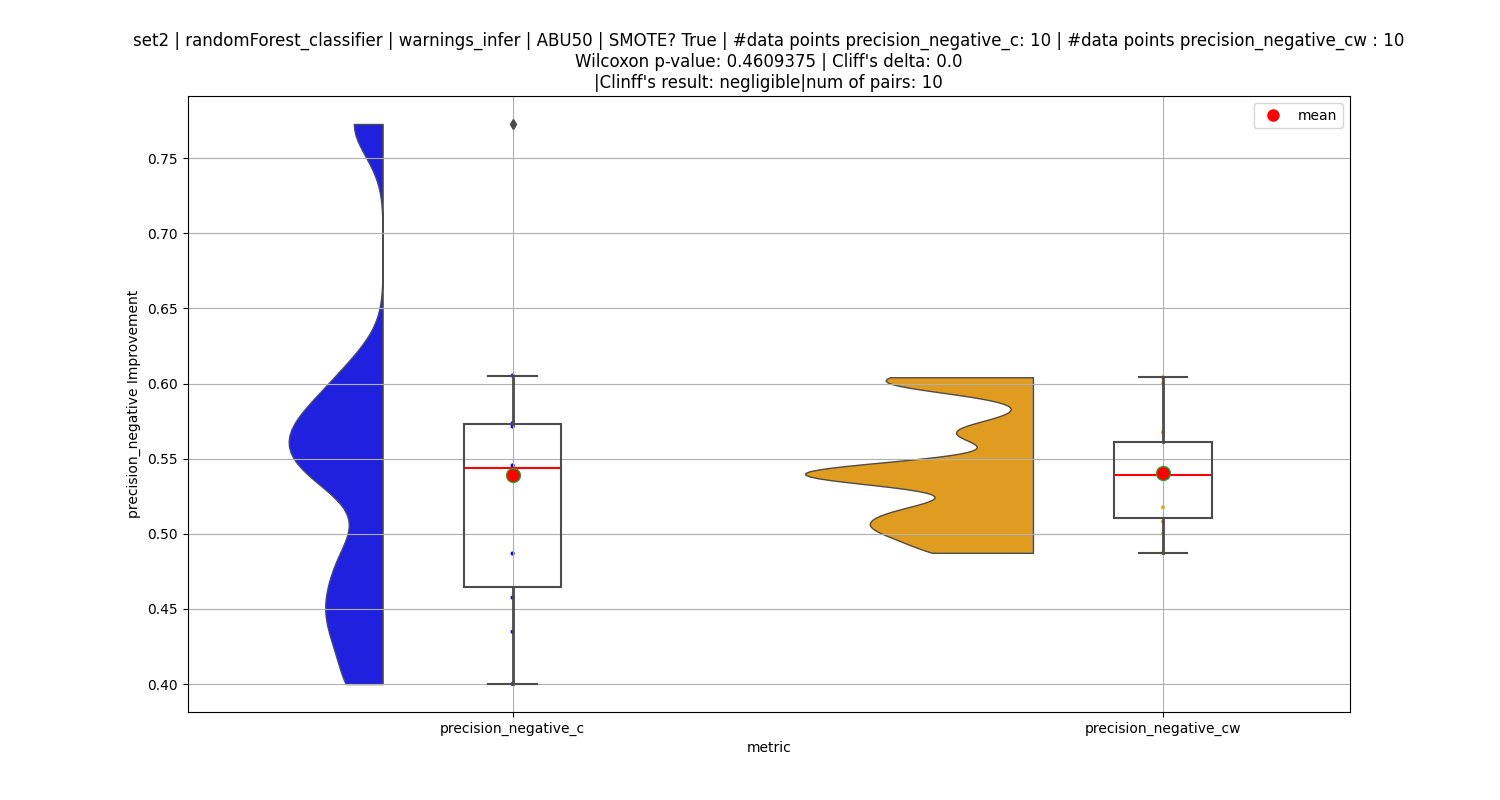 set2 | randomForest_classifier | warnings_infer | ABU50 | SMOTE? True | #data points precision_negative_c: 10 | #data points precision_negative_cw : 10
Wilcoxon p-value: 0.4609375 | Cliff's delta: 0.0
|Clinff's result: negligible|num of pairs: 10
mean
0.75
0.70
0.65
0.60
0.55
0.50
0.45
0.40
precision_negative Improvement
precision_negative_c
precision_negative_cw
metric